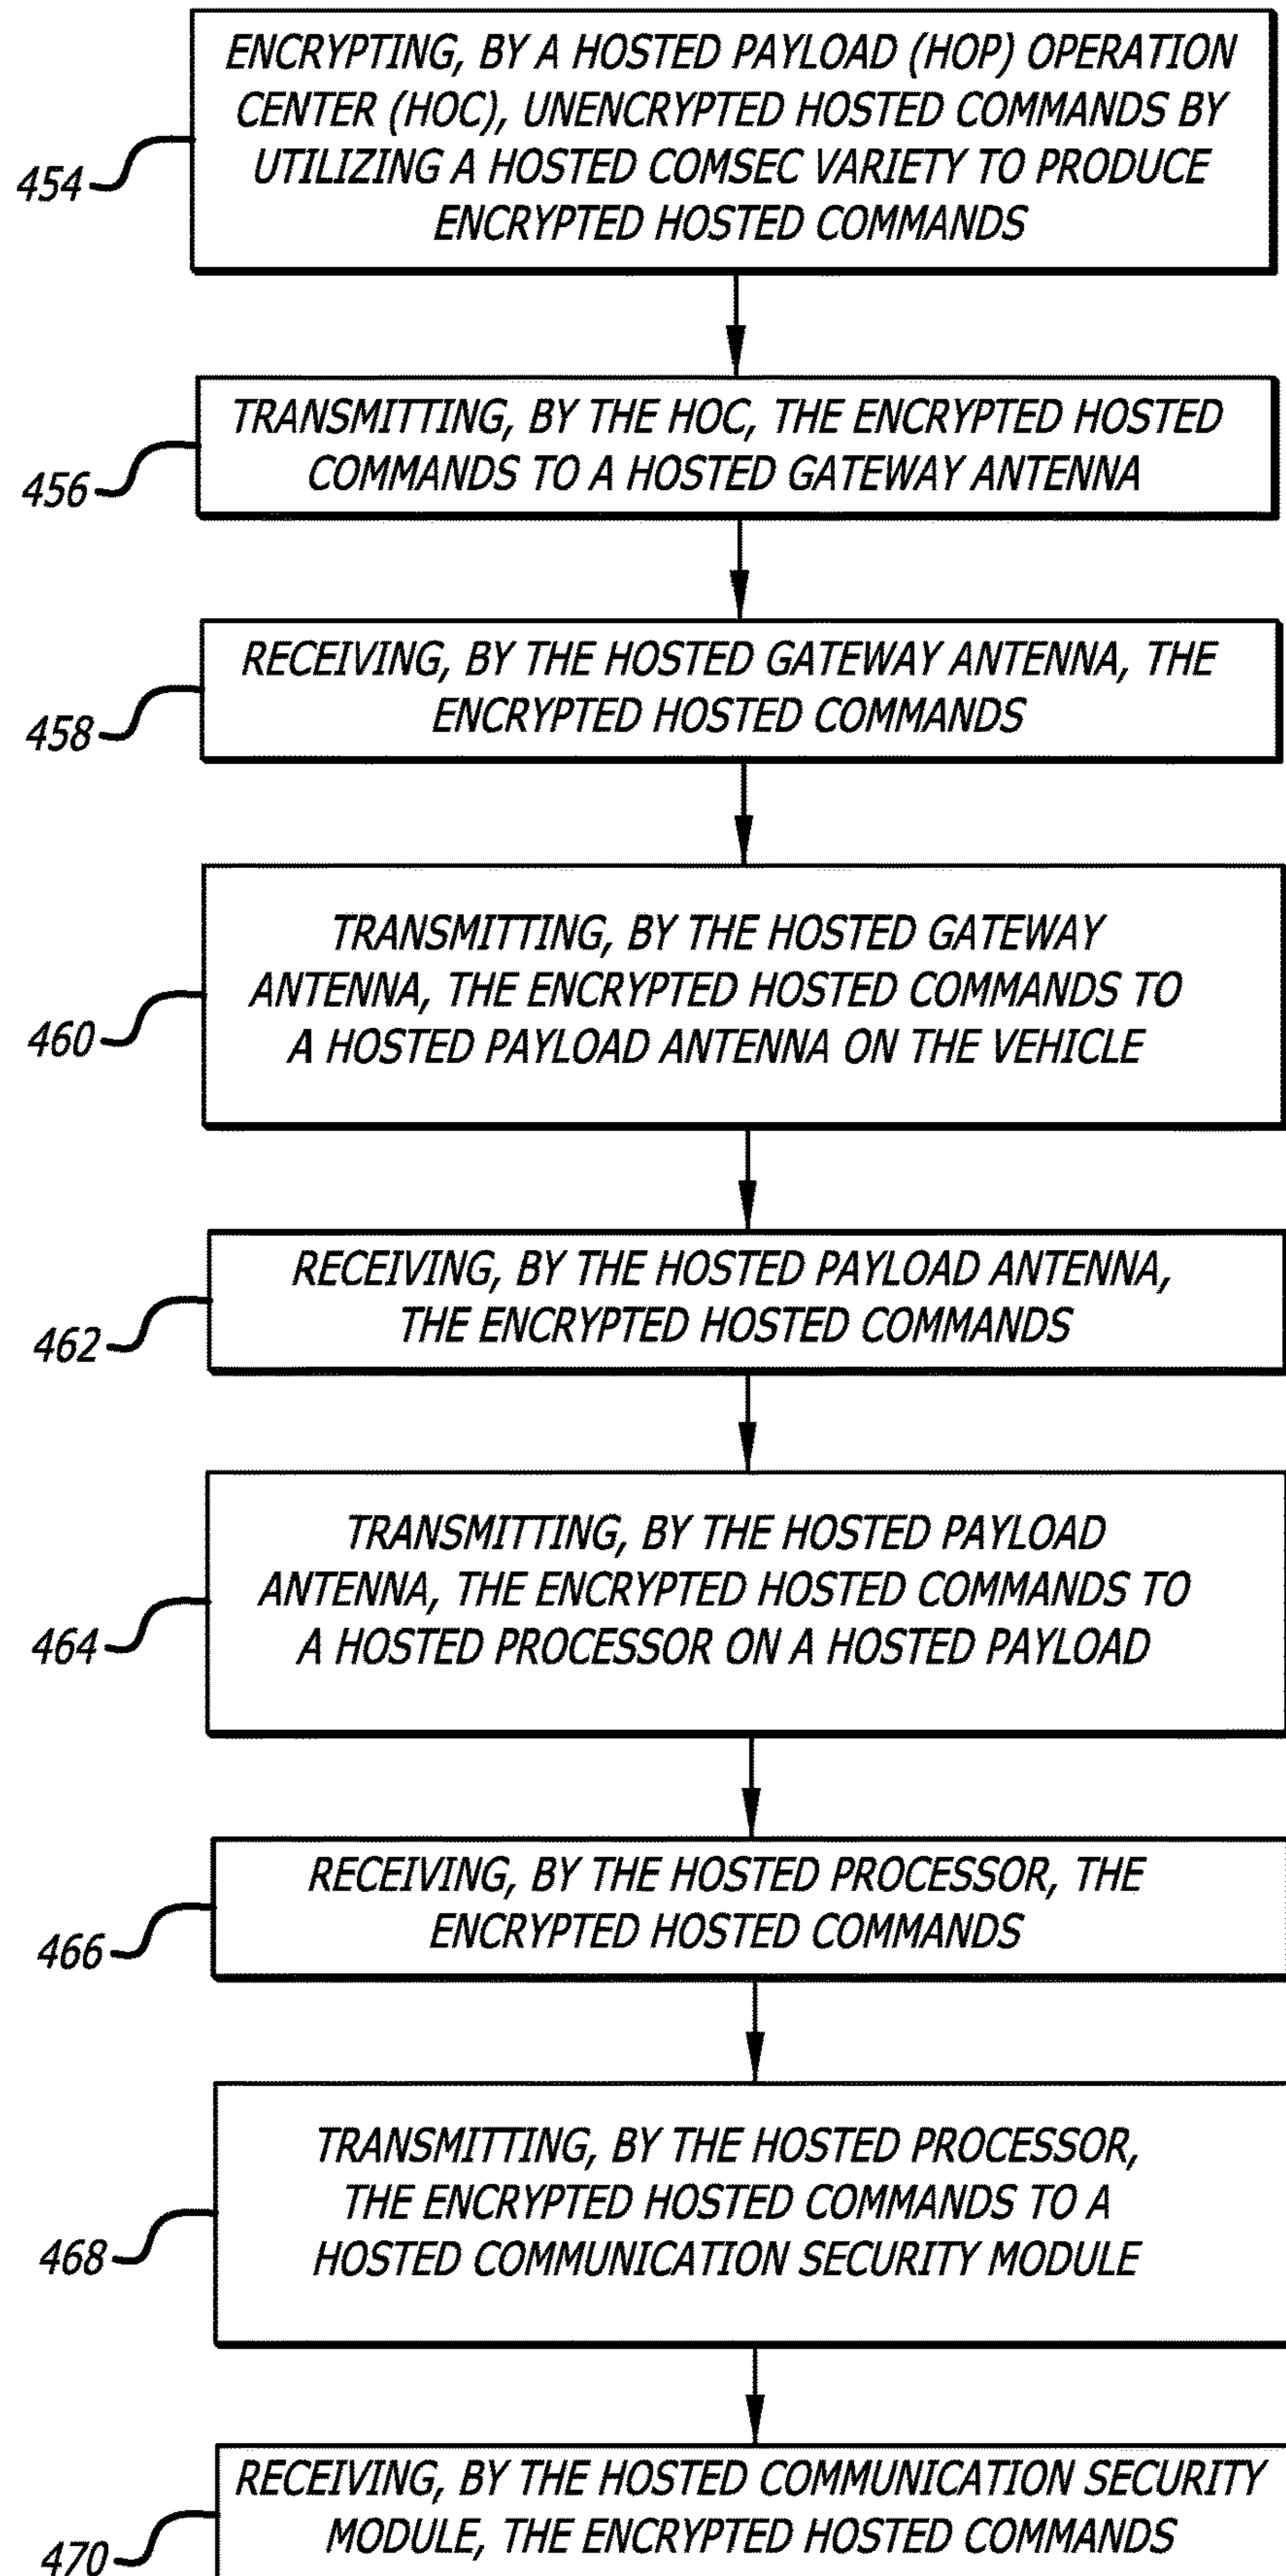 ENCRYPTING, BY A HOSTED PAYLOAD (HOP) OPERATION
CENTER (HOC), UNENCRYPTED HOSTED COMMANDS BY
UTILIZING A HOSTED COMSEC VARIETY TO PRODUCE
ENCRYPTED HOSTED COMMANDS
454
TRANSMITTING, BY THE HOC, THE ENCRYPTED HOSTED
COMMANDS TO A HOSTED GATEWAY ANTENNA
456
RECEIVING, BY THE HOSTED GATEWAY ANTENNA, THE
ENCRYPTED HOSTED COMMANDS
458
TRANSMITTING, BY THE HOSTED GATEWAY
ANTENNA, THE ENCRYPTED HOSTED COMMANDS TO
A HOSTED PAYLOAD ANTENNA ON THE VEHICLE
460
RECEIVING, BY THE HOSTED PAYLOAD ANTENNA,
THE ENCRYPTED HOSTED COMMANDS
462
TRANSMITTING, BY THE HOSTED PAYLOAD
ANTENNA, THE ENCRYPTED HOSTED COMMANDS TO
A HOSTED PROCESSOR ON A HOSTED PAYLOAD
464
RECEIVING, BY THE HOSTED PROCESSOR, THE
ENCRYPTED HOSTED COMMANDS
466
TRANSMITTING, BY THE HOSTED PROCESSOR,
THE ENCRYPTED HOSTED COMMANDS TO A
HOSTED COMMUNICATION SECURITY MODULE
468
RECEIVING, BY THE HOSTED COMMUNICATION SECURITY
MODULE, THE ENCRYPTED HOSTED COMMANDS
470